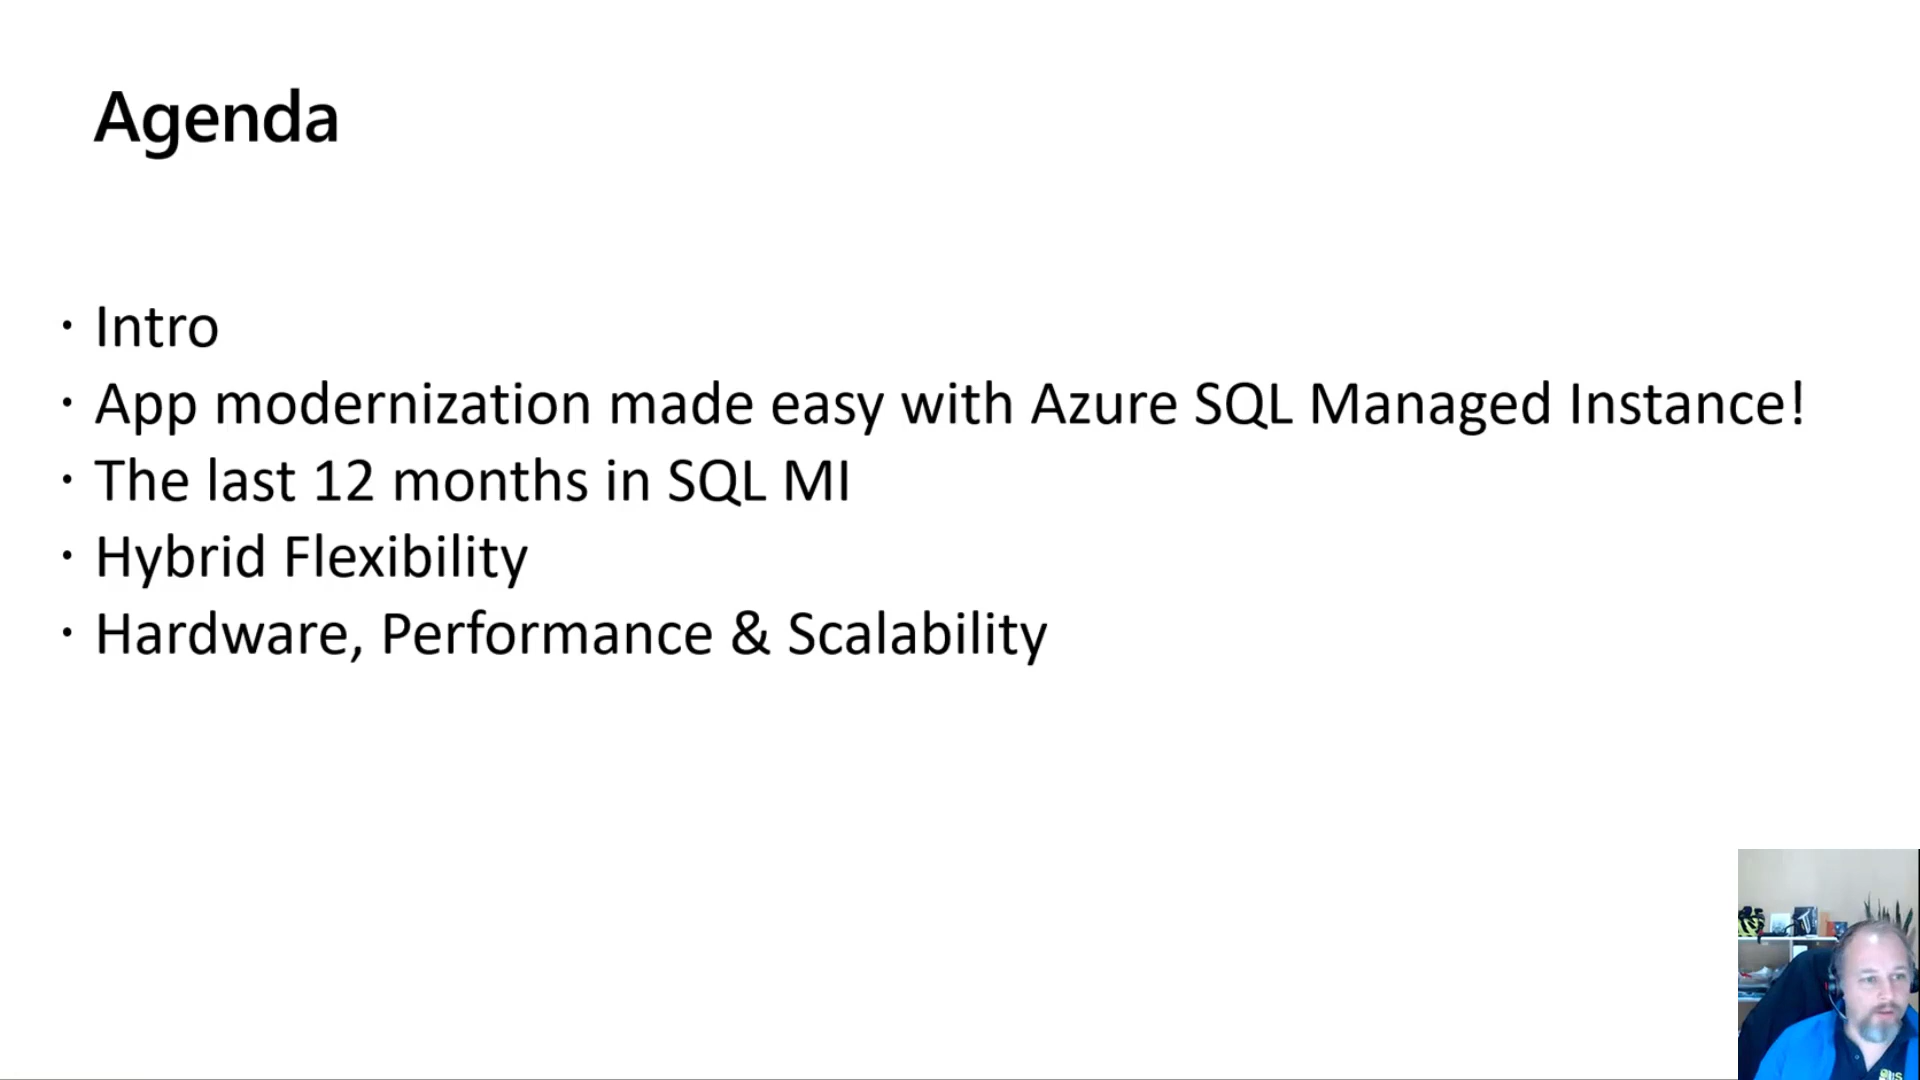 Agenda
· Intro
· App modernization made easy with Azure SQL Managed Instance!
· The last 12 months in SQL MI
· Hybrid Flexibility
· Hardware, Performance & Scalability